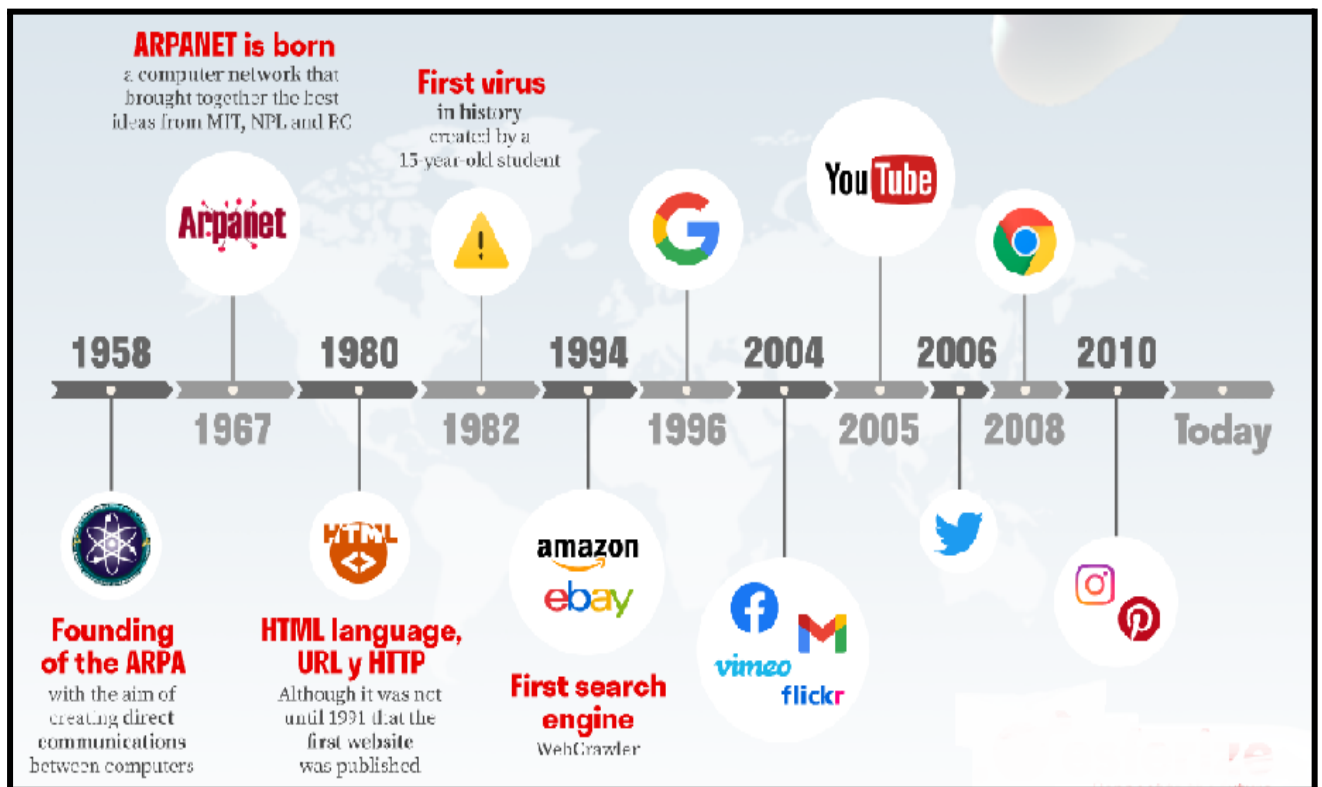 ARPANET is born
a computer network that
brought together the best
ideas from MIT, NPL and RC
Arpanet
First virus
in history
created by a
15-year-old student
!
G
YouTube
1958
1980
1994
2004
2006
2010
1967
1982
1996
2005
2008
Today
Founding
of the ARPA
with the aim of
creating direct
communications
between computers
HTML
<>
HTML language,
URL y HTTP
Although it was not
until 1991 that the
first website
was published
amazon
ebay
First search
engine
WebCrawler
f
M
vimeo
flickr